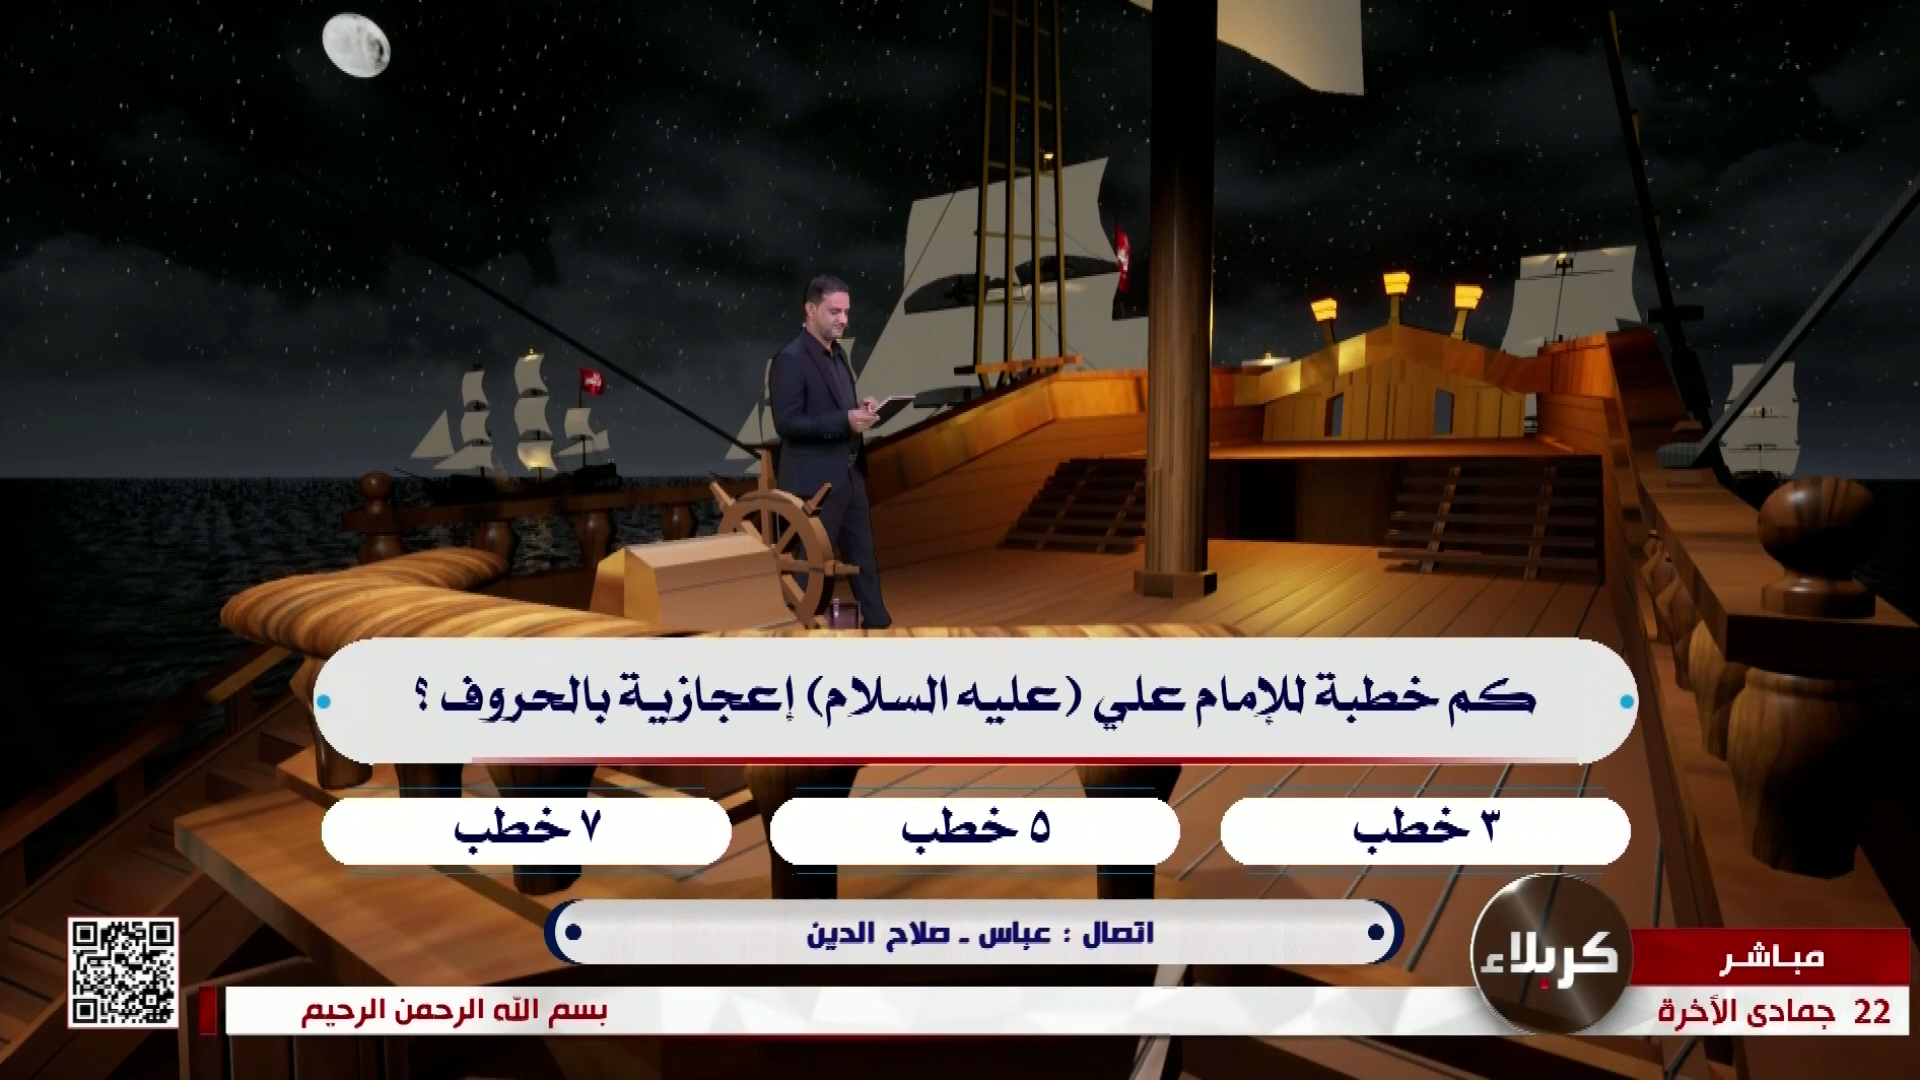 كم خطبة للإمام علي (عليه السلام) إعجازية بالحروف ؟
٣ خطب
٥ خطب
٧ خطب
اتصال : عباس ـ صلاح الدين
كربلاء
مباشر
22 جمادى الأخرة
بسم الله الرحمن الرحيم